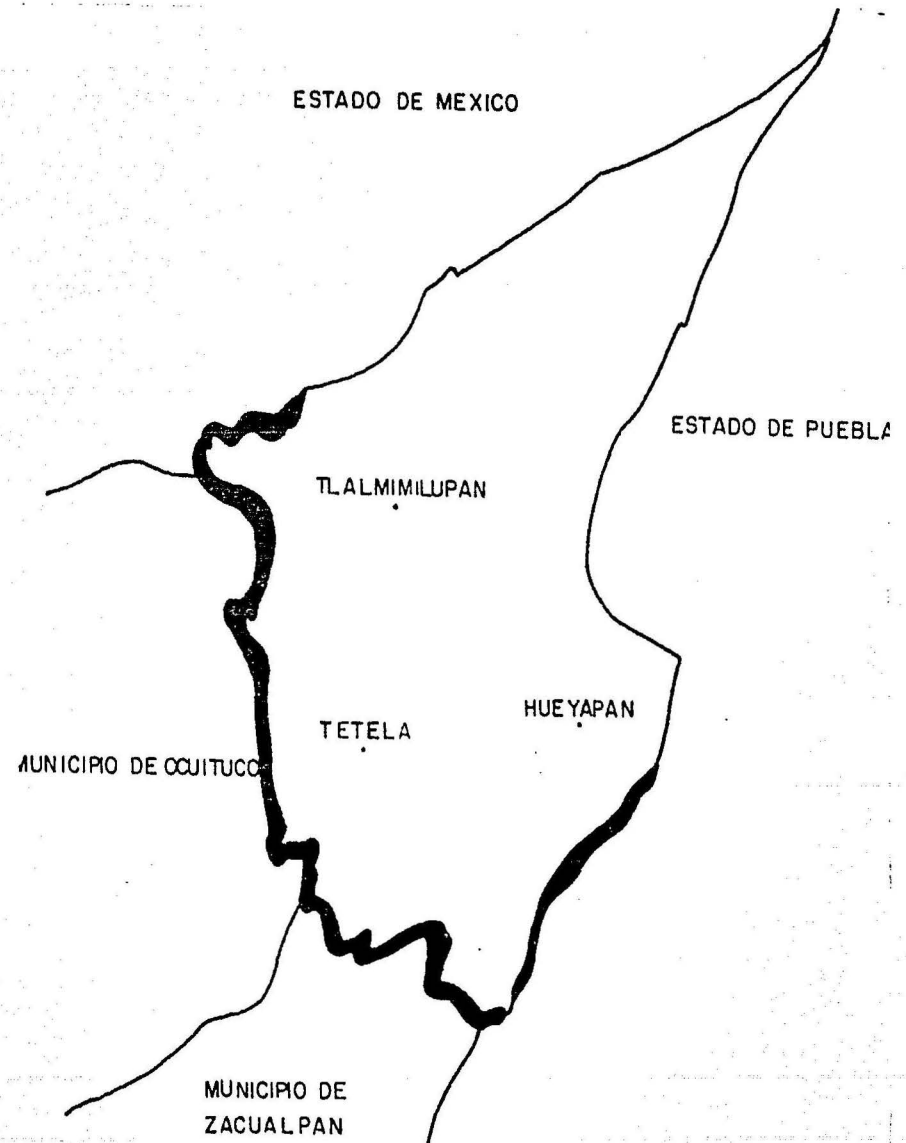 ESTADO DE MEXICO
ESTADO DE PUEBLA
TLALMIMILUPAN
HUEYAPAN
TETELA
MUNICIPIO DE OCUITUCO
MUNICIPIO DE
ZACUALPAN